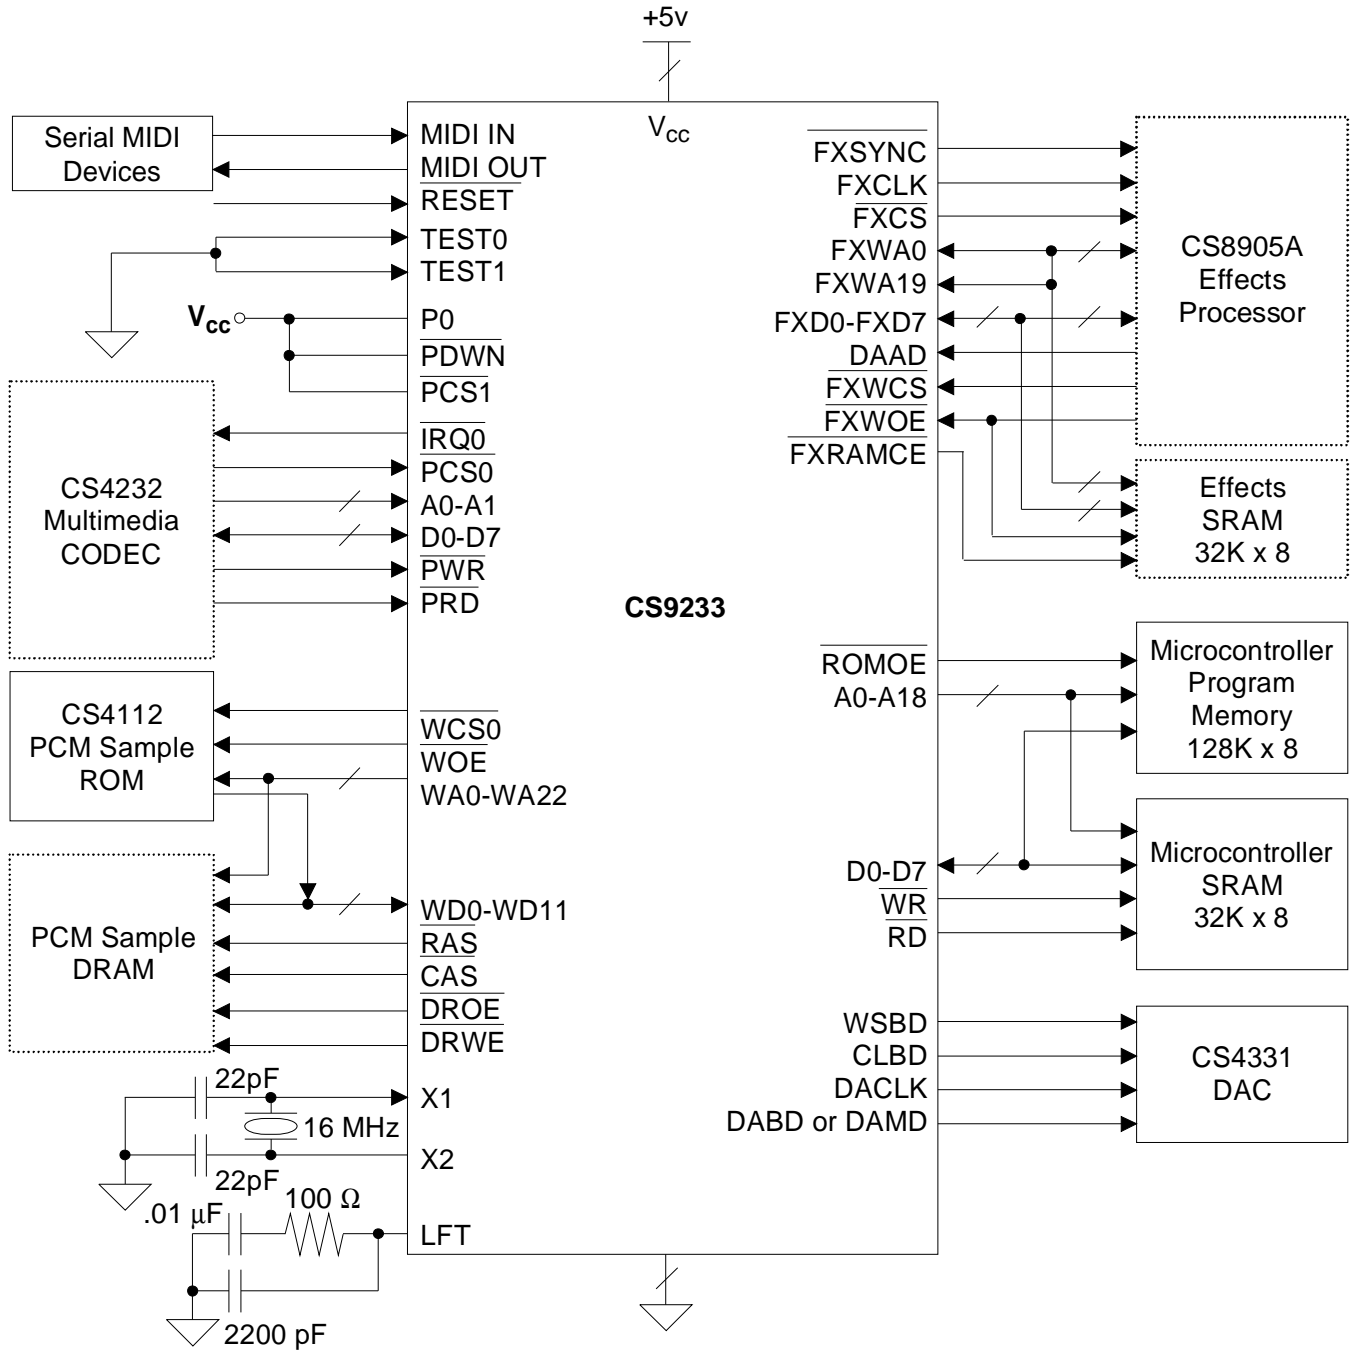 +5v
Vcc
Serial MIDI
Devices
MIDI IN
MIDI OUT
RESET
TEST0
TEST1
Vcc
P0
PDWN
PCS1
CS4232
Multimedia
CODEC
IRQ0
PCS0
A0-A1
D0-D7
PWR
PRD
CS4112
PCM Sample
ROM
WCS0
WOE
WA0-WA22
PCM Sample
DRAM
WD0-WD11
RAS
CAS
DROE
DRWE
22pF
X1
16 MHz
X2
22pF
.01 μF
100 Ω
LFT
2200 pF
CS9233
FXSYNC
FXCLK
FXCS
FXWA0
FXWA19
FXD0-FXD7
DAAD
FXWCS
FXWOE
FXRAMCE
CS8905A
Effects
Processor
Effects
SRAM
32K x 8
ROMOE
A0-A18
Microcontroller
Program
Memory
128K x 8
D0-D7
WR
RD
Microcontroller
SRAM
32K x 8
WSBD
CLBD
DACLK
DABD or DAMD
CS4331
DAC